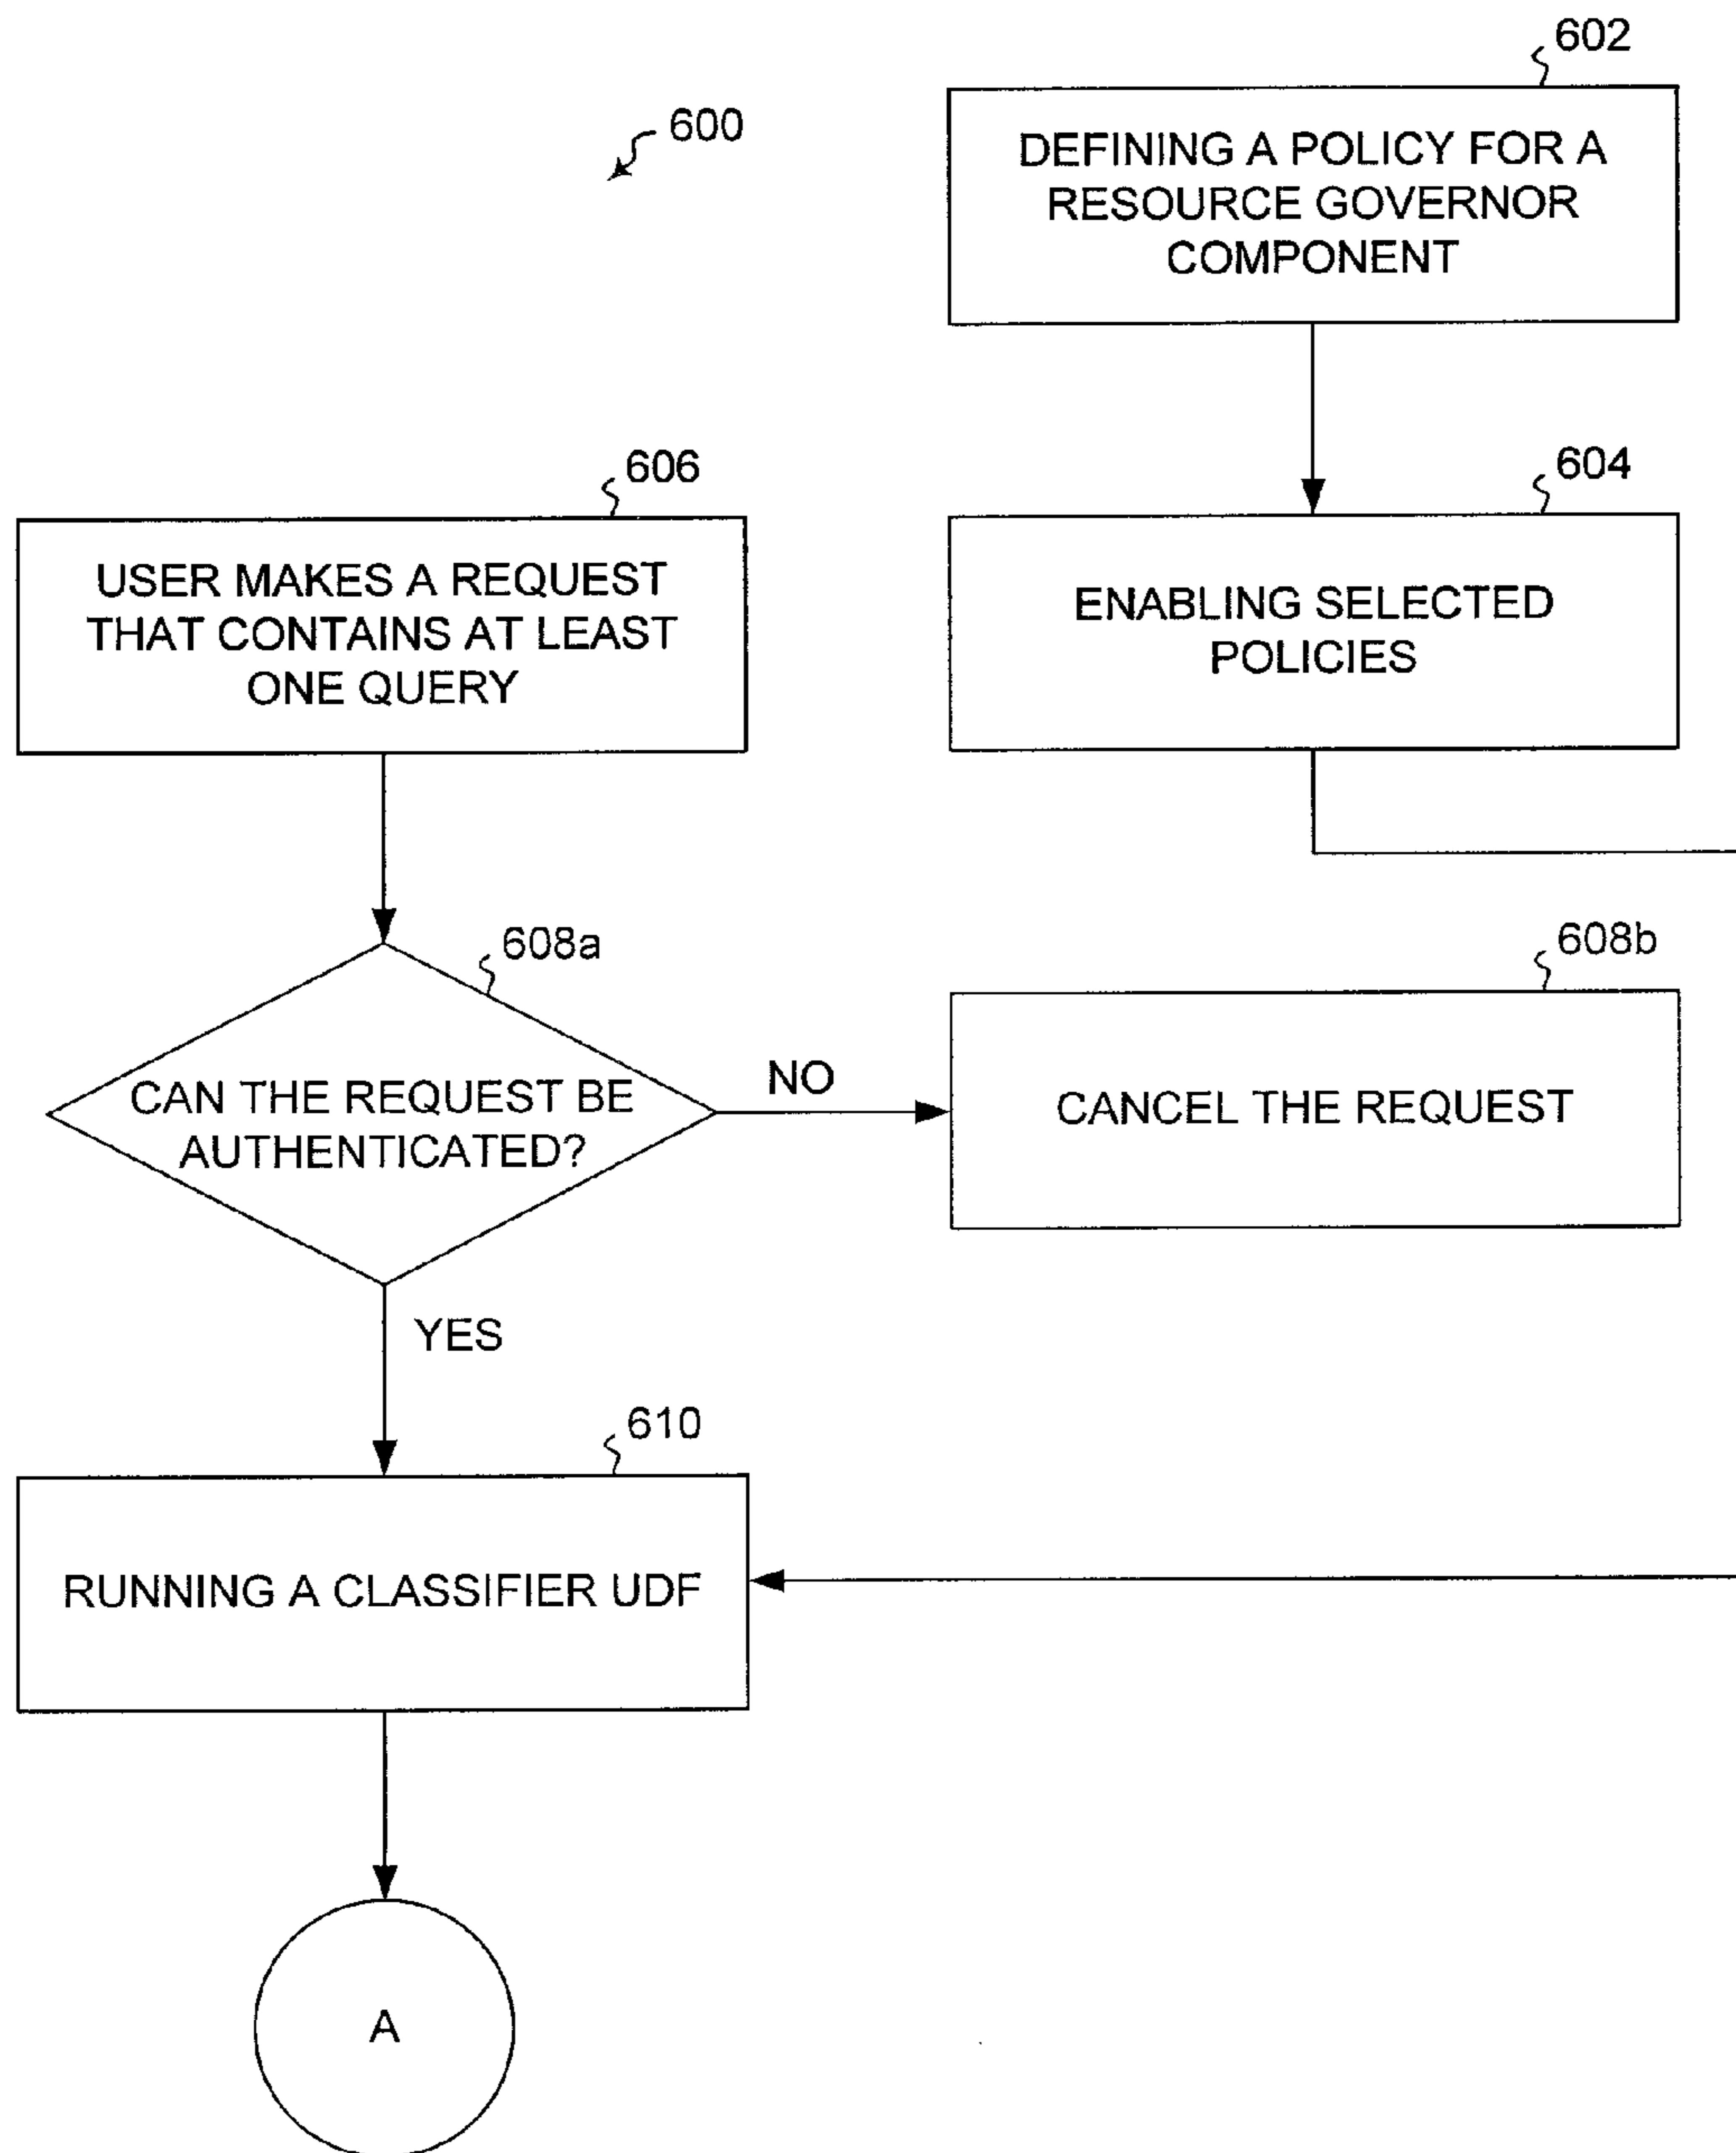 600
602
DEFINING A POLICY FOR A
RESOURCE GOVERNOR
COMPONENT
606
USER MAKES A REQUEST
THAT CONTAINS AT LEAST
ONE QUERY
604
ENABLING SELECTED
POLICIES
608a
CAN THE REQUEST BE
AUTHENTICATED?
NO
608b
CANCEL THE REQUEST
YES
610
RUNNING A CLASSIFIER UDF
A